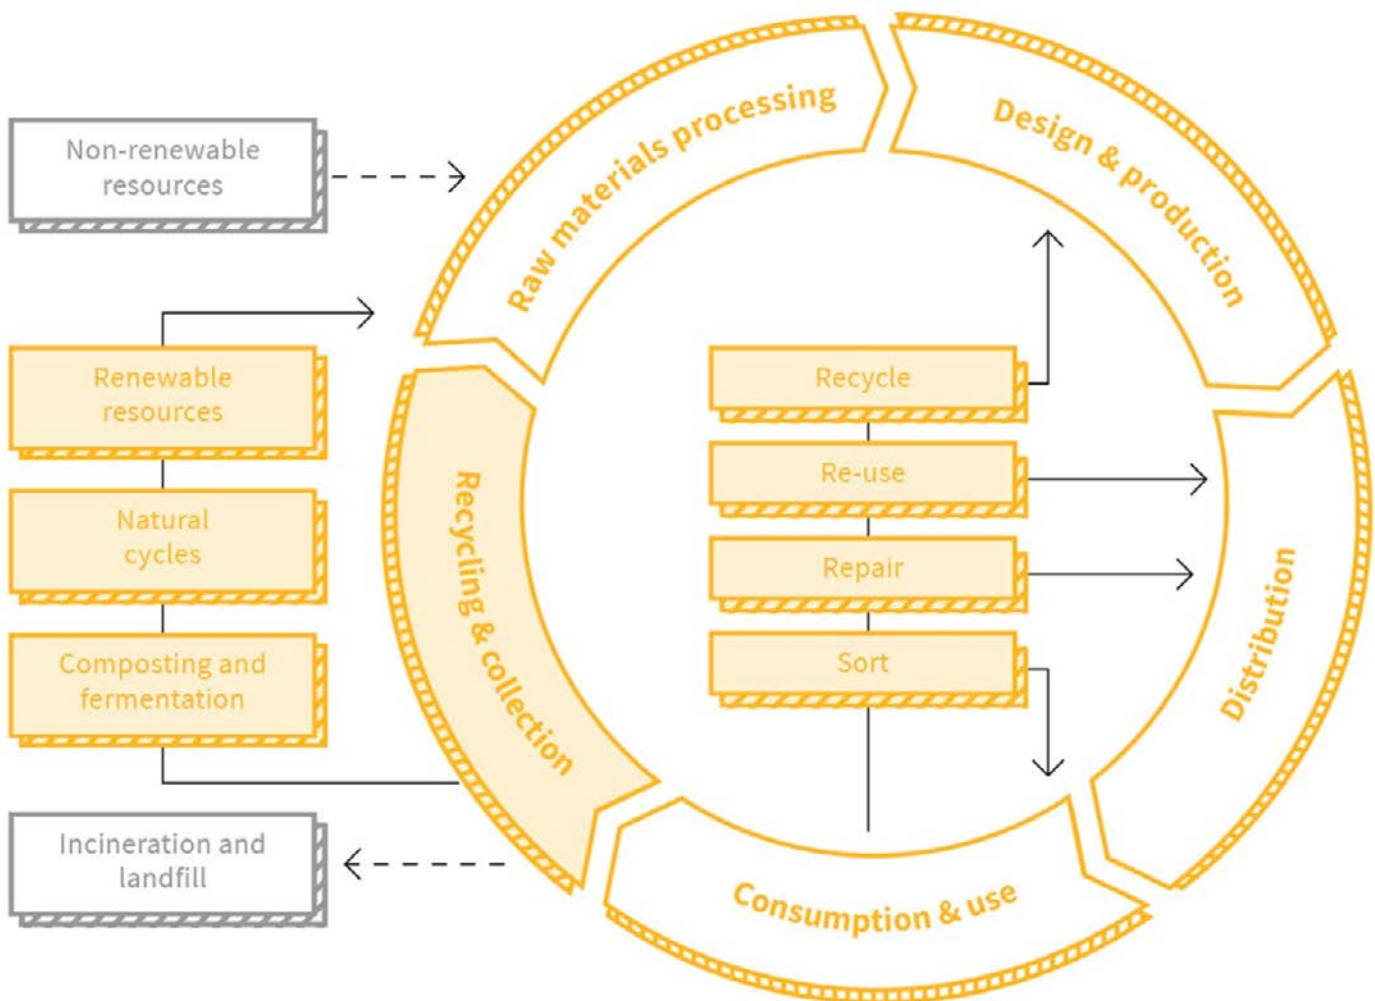 Raw materials processing
Design & production
Non-renewable
resources
Renewable
resources
Natural
cycles
Composting and
fermentation
Incineration and
landfill
Recycling & collection
Recycle
Re-use
Repair
Sort
Distribution
Consumption & use